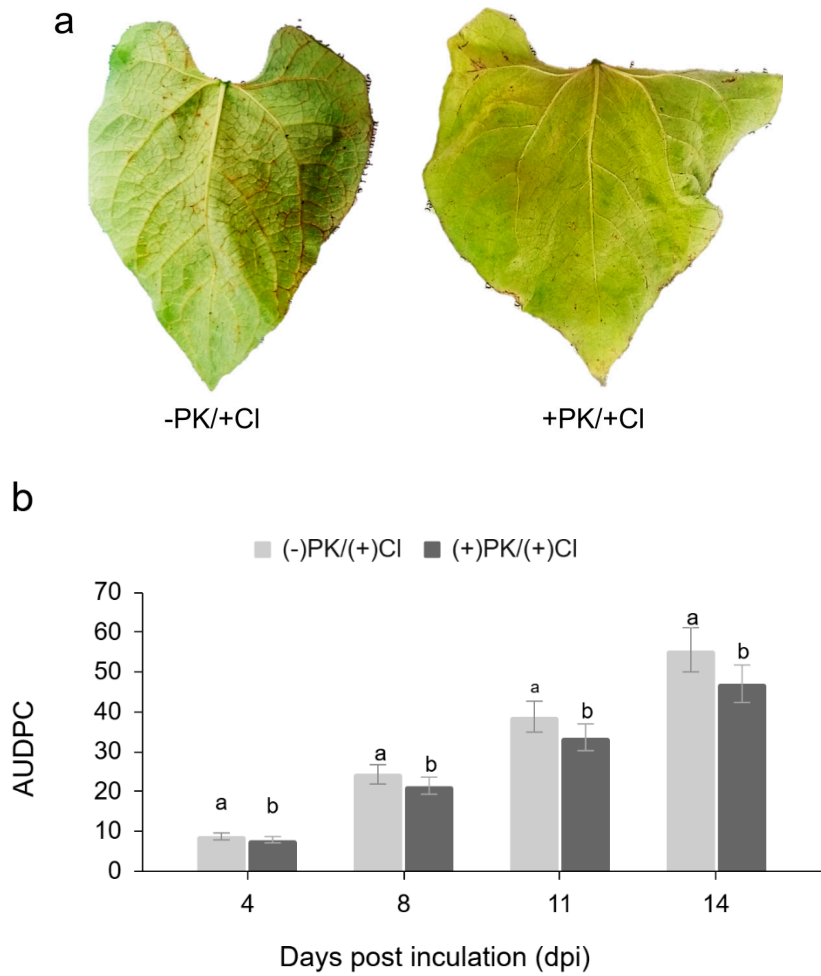 a
-PK/+Cl
+PK/+Cl
b
(-)PK/(+)Cl (+)PK/(+)Cl
70
60
50
40
30
20
10
0
AUDPC
a b
a b
a b
a b
4 8 11 14
Days post inculation (dpi)